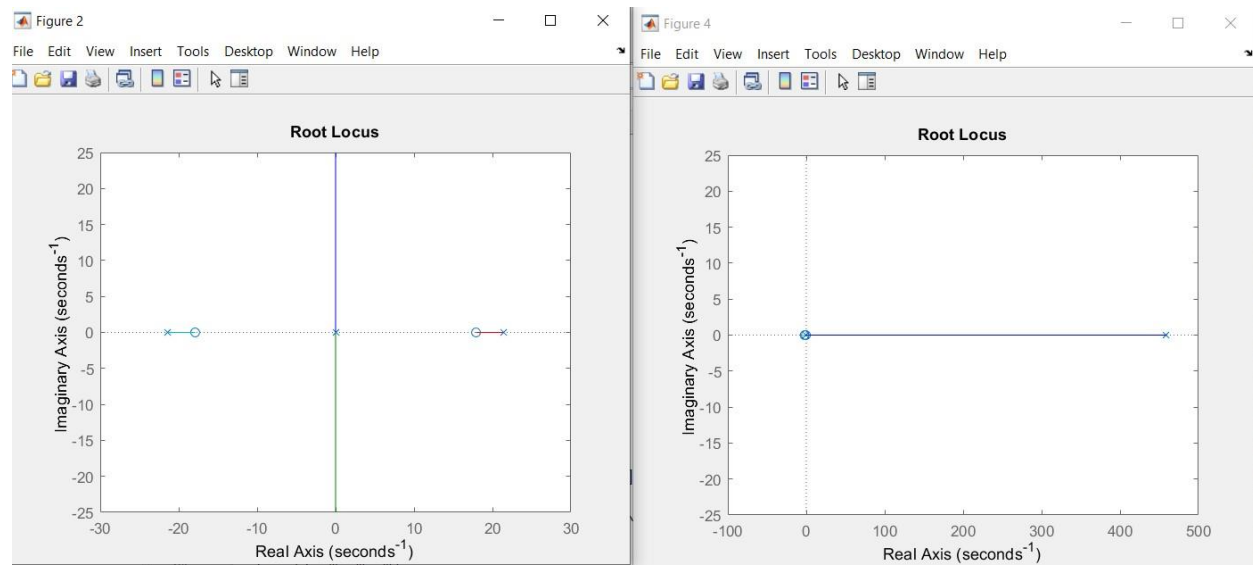 Figure 2
File Edit View Insert Tools Desktop Window Help
Root Locus
25
20
15
10
5
0
-5
-10
-15
-20
-25
-30 -20 -10 0 10 20 30
Imaginary Axis (seconds⁻¹)
Real Axis (seconds⁻¹)
Figure 4
File Edit View Insert Tools Desktop Window Help
Root Locus
25
20
15
10
5
0
-5
-10
-15
-20
-25
-100 0 100 200 300 400 500
Imaginary Axis (seconds⁻¹)
Real Axis (seconds⁻¹)